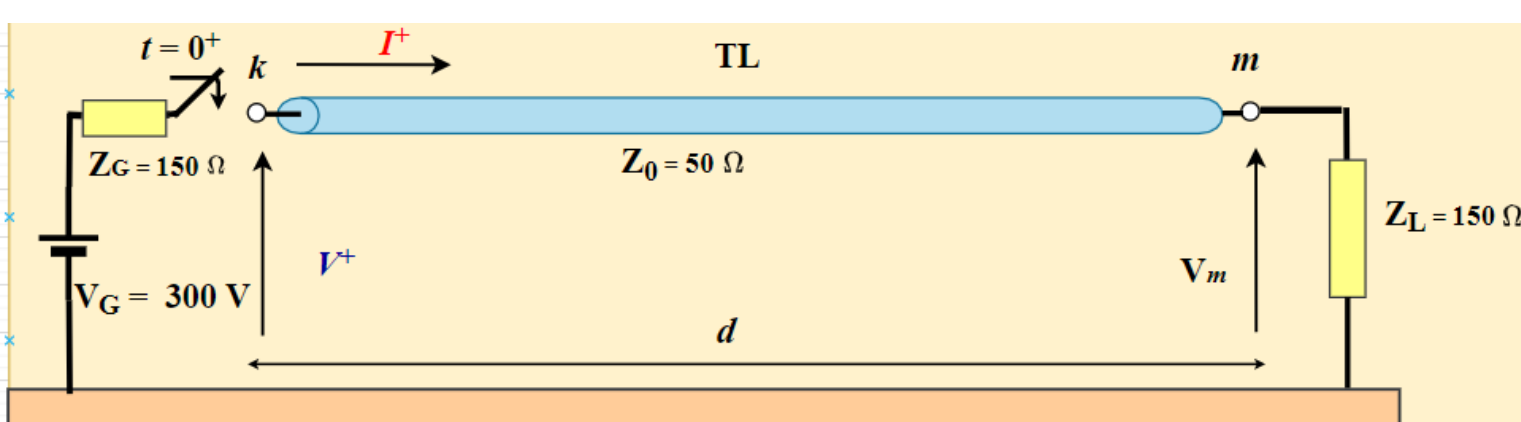 t = 0⁺
k
I⁺
TL
m
Z_G = 150 Ω
Z₀ = 50 Ω
Z_L = 150 Ω
V⁺
V_m
V_G = 300 V
d